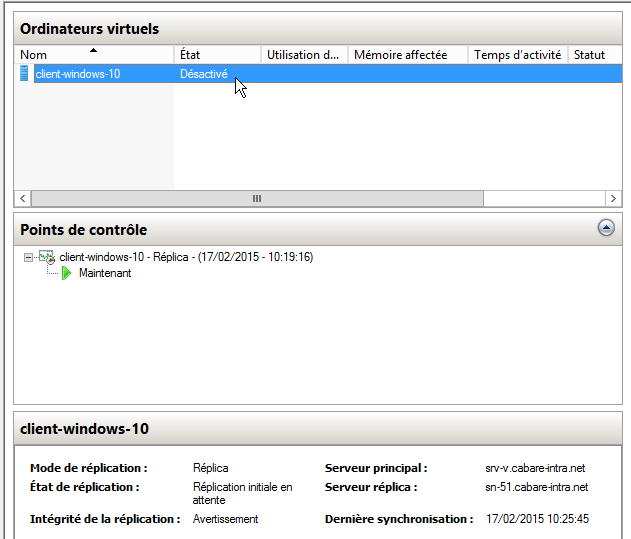 Ordinateurs virtuels
Nom État Utilisation d... Mémoire affectée Temps d'activité Statut
client-windows-10 Désactivé
Points de contrôle
client-windows-10 - Réplica - (17/02/2015 - 10:19:16)
Maintenant
client-windows-10
Mode de réplication : Réplica Serveur principal : srv-v.cabare-intra.net
État de réplication : Réplication initiale en Serveur réplica : sn-51.cabare-intra.net
attente
Intégrité de la réplication : Avertissement Dernière synchronisation : 17/02/2015 10:25:45